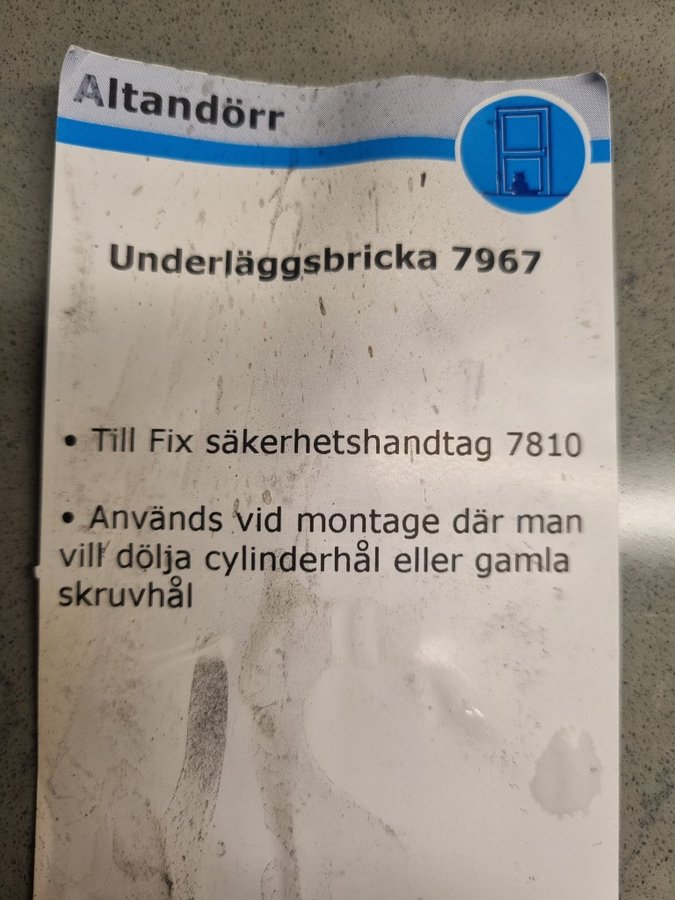 Altandörr
Underläggsbricka 7967
• Till Fix säkerhetshandtag 7810
• Används vid montage där man
vill dölja cylinderhål eller gamla
skruvhål